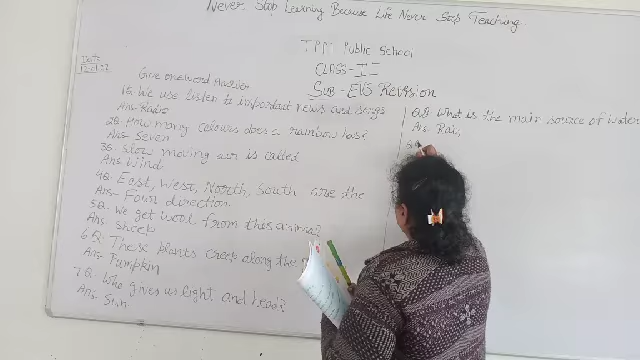 Never Stop Learning Because Life Never Stop Teaching.
TPM Public School
CLASS-II
Sub- EVS Revision
Date
Give one word Answer
1Q. We use listen to important news and songs
Ans- Radio
2Q. How many colours does a rainbow have
Ans- Seven
3Q. Slow moving air is called
Ans- Wind
4Q. East, West, North, South are the
Ans- Four direction
5Q. We get wool from this animal?
Ans- Sheep
6Q. These plants creep along the
Ans- Pumpkin
7Q. Who gives us light and heat?
Ans- Sun
Q. What is the main source of water
Ans- Rain